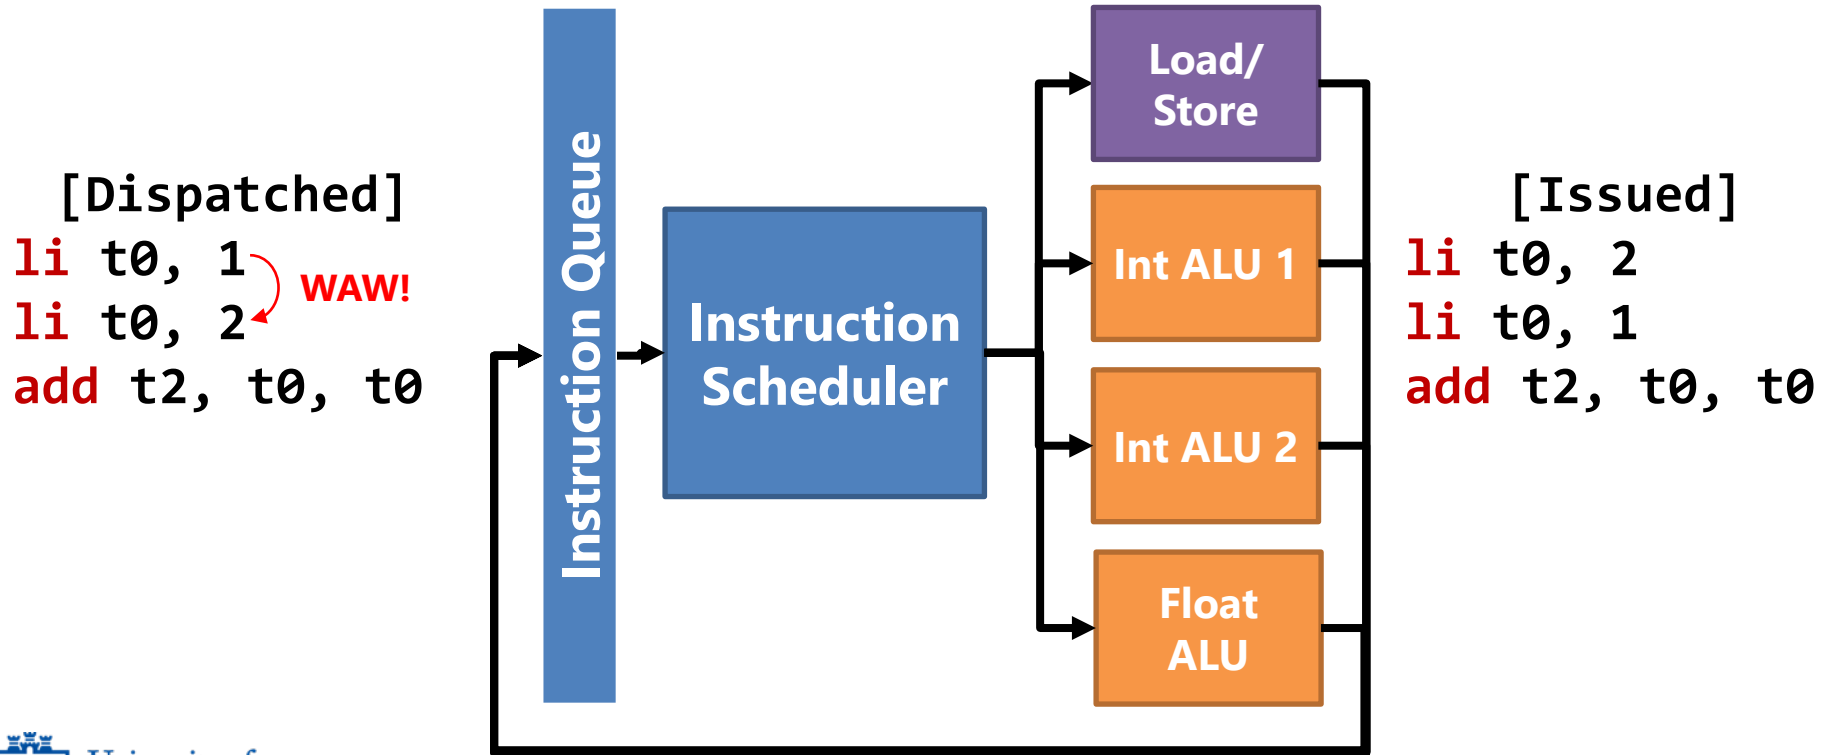 [Dispatched]
li t0, 1
li t0, 2
add t2, t0, t0
WAW!
Instruction Queue
Instruction
Scheduler
Load/
Store
Int ALU 1
Int ALU 2
Float
ALU
[Issued]
li t0, 2
li t0, 1
add t2, t0, t0